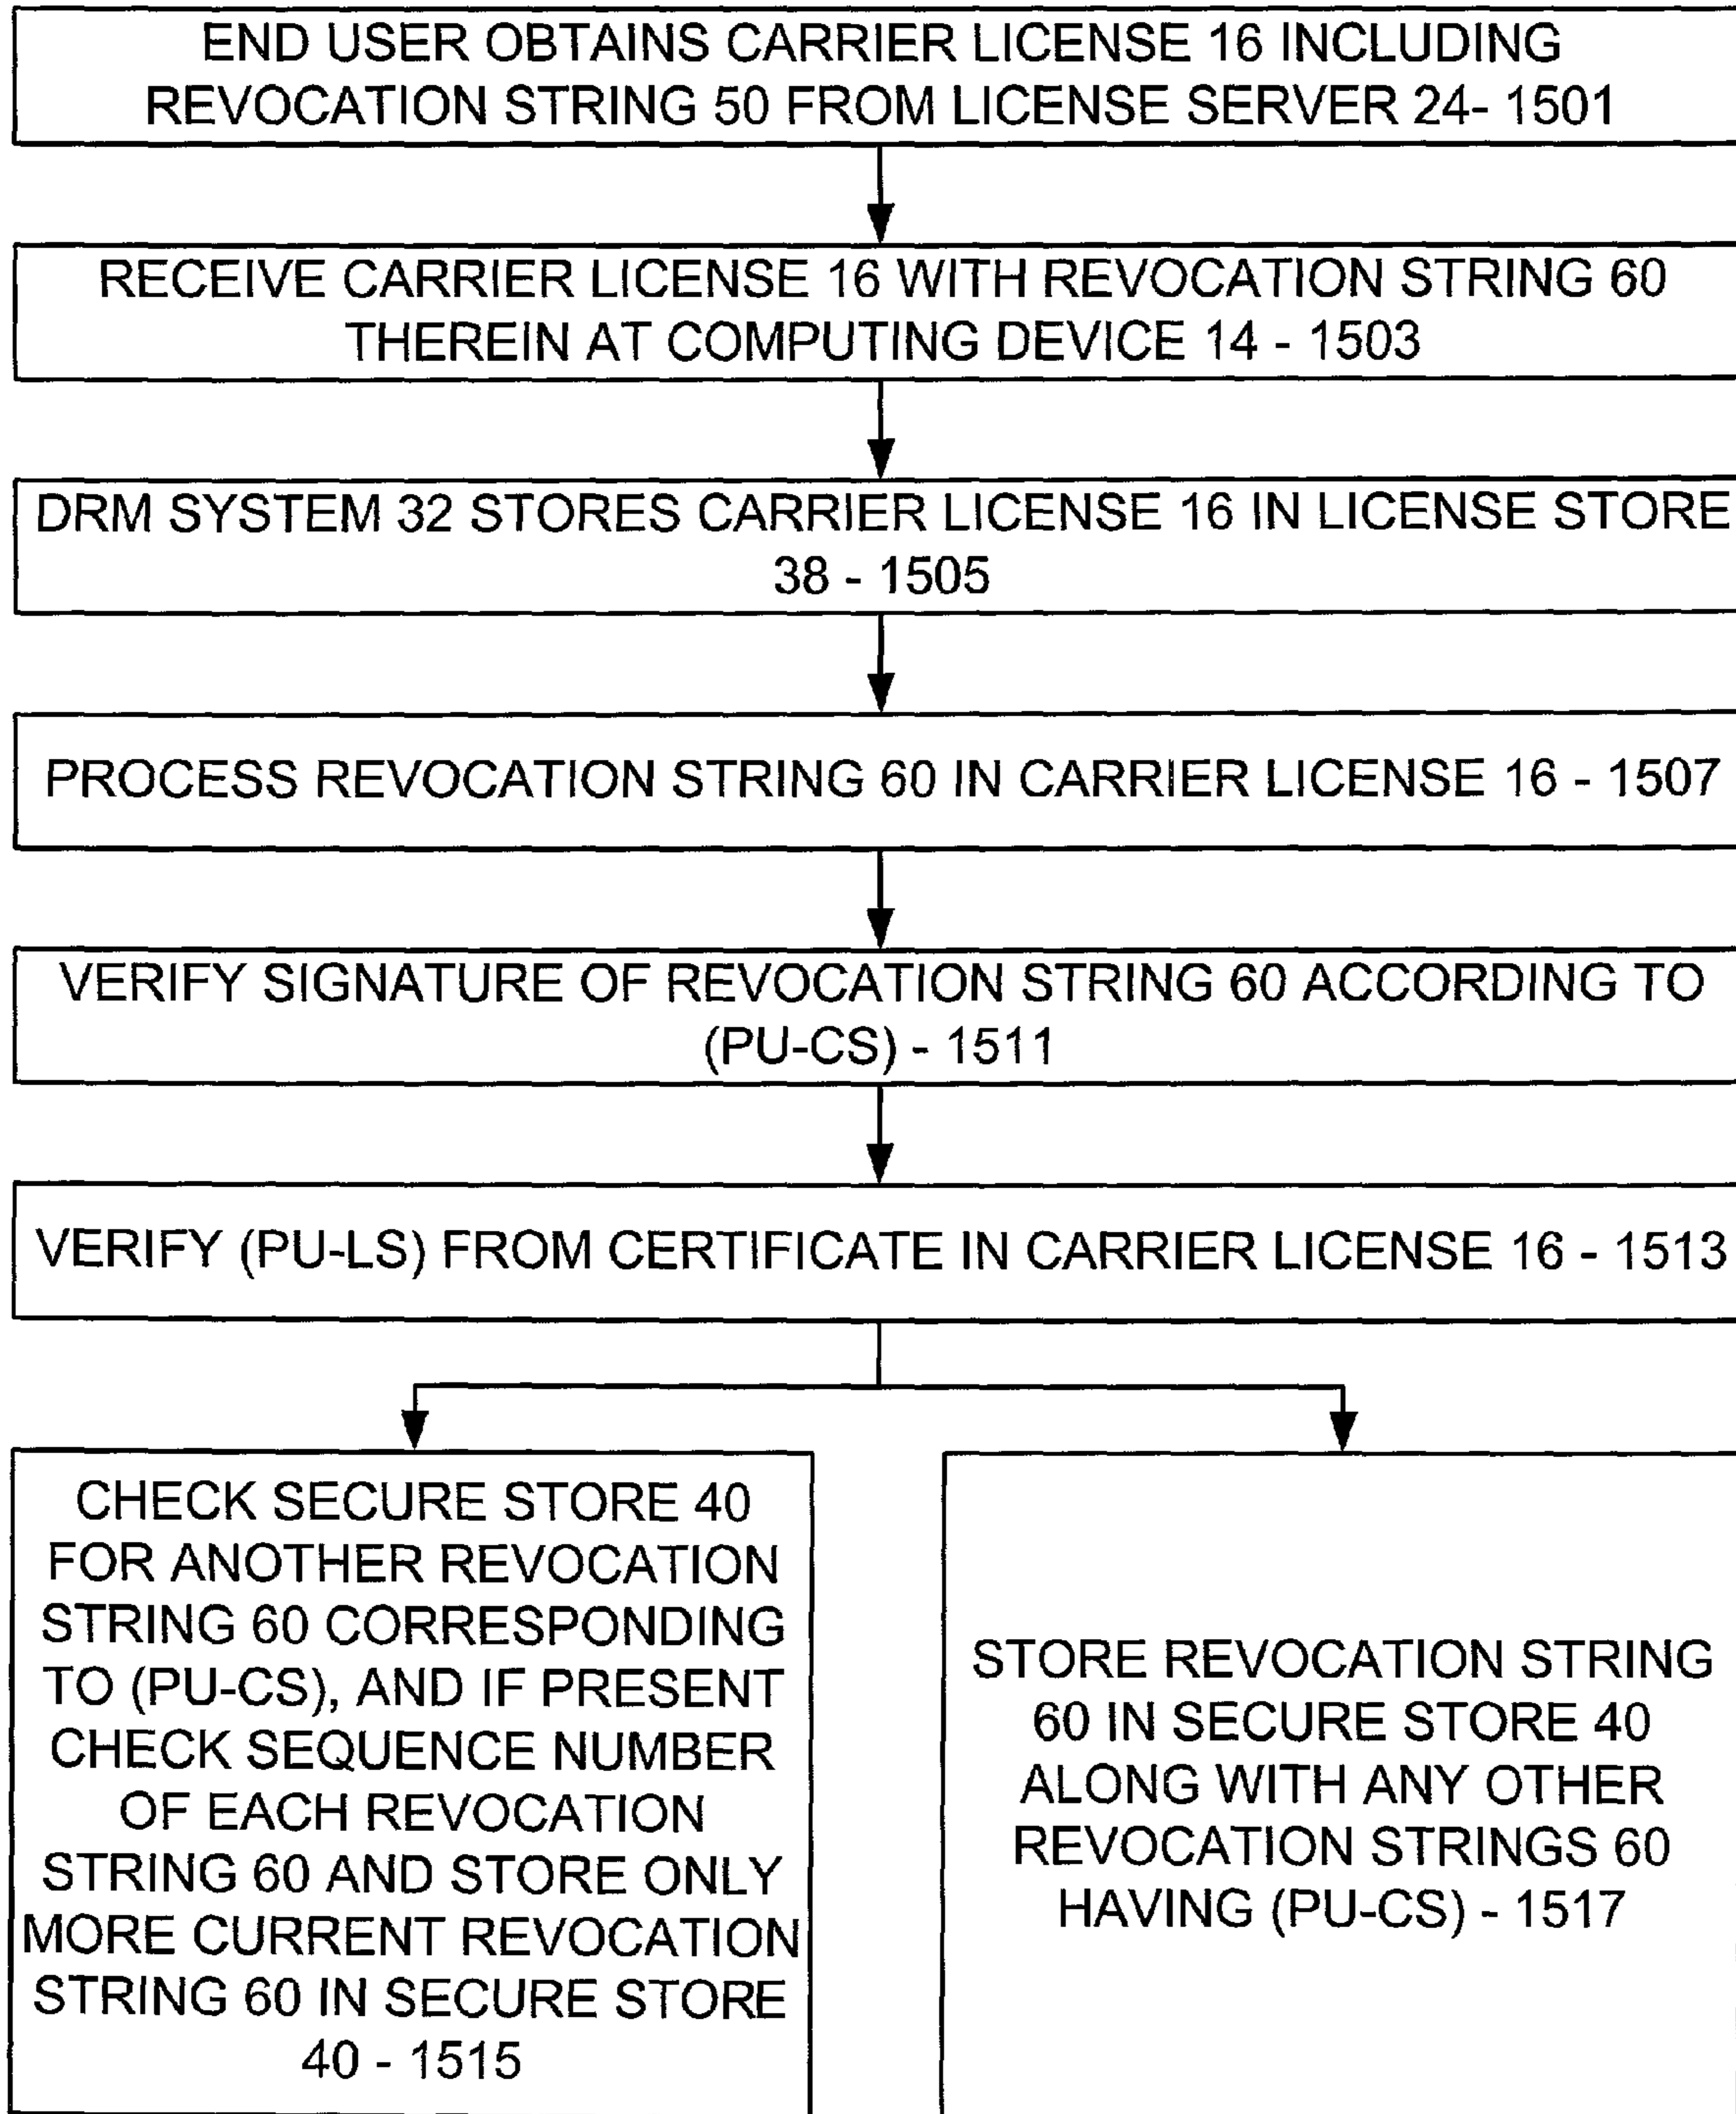 END USER OBTAINS CARRIER LICENSE 16 INCLUDING
REVOCATION STRING 50 FROM LICENSE SERVER 24- 1501
RECEIVE CARRIER LICENSE 16 WITH REVOCATION STRING 60
THEREIN AT COMPUTING DEVICE 14 - 1503
DRM SYSTEM 32 STORES CARRIER LICENSE 16 IN LICENSE STORE
38 - 1505
PROCESS REVOCATION STRING 60 IN CARRIER LICENSE 16 - 1507
VERIFY SIGNATURE OF REVOCATION STRING 60 ACCORDING TO
(PU-CS) - 1511
VERIFY (PU-LS) FROM CERTIFICATE IN CARRIER LICENSE 16 - 1513
CHECK SECURE STORE 40
FOR ANOTHER REVOCATION
STRING 60 CORRESPONDING
TO (PU-CS), AND IF PRESENT
CHECK SEQUENCE NUMBER
OF EACH REVOCATION
STRING 60 AND STORE ONLY
MORE CURRENT REVOCATION
STRING 60 IN SECURE STORE
40 - 1515
STORE REVOCATION STRING
60 IN SECURE STORE 40
ALONG WITH ANY OTHER
REVOCATION STRINGS 60
HAVING (PU-CS) - 1517